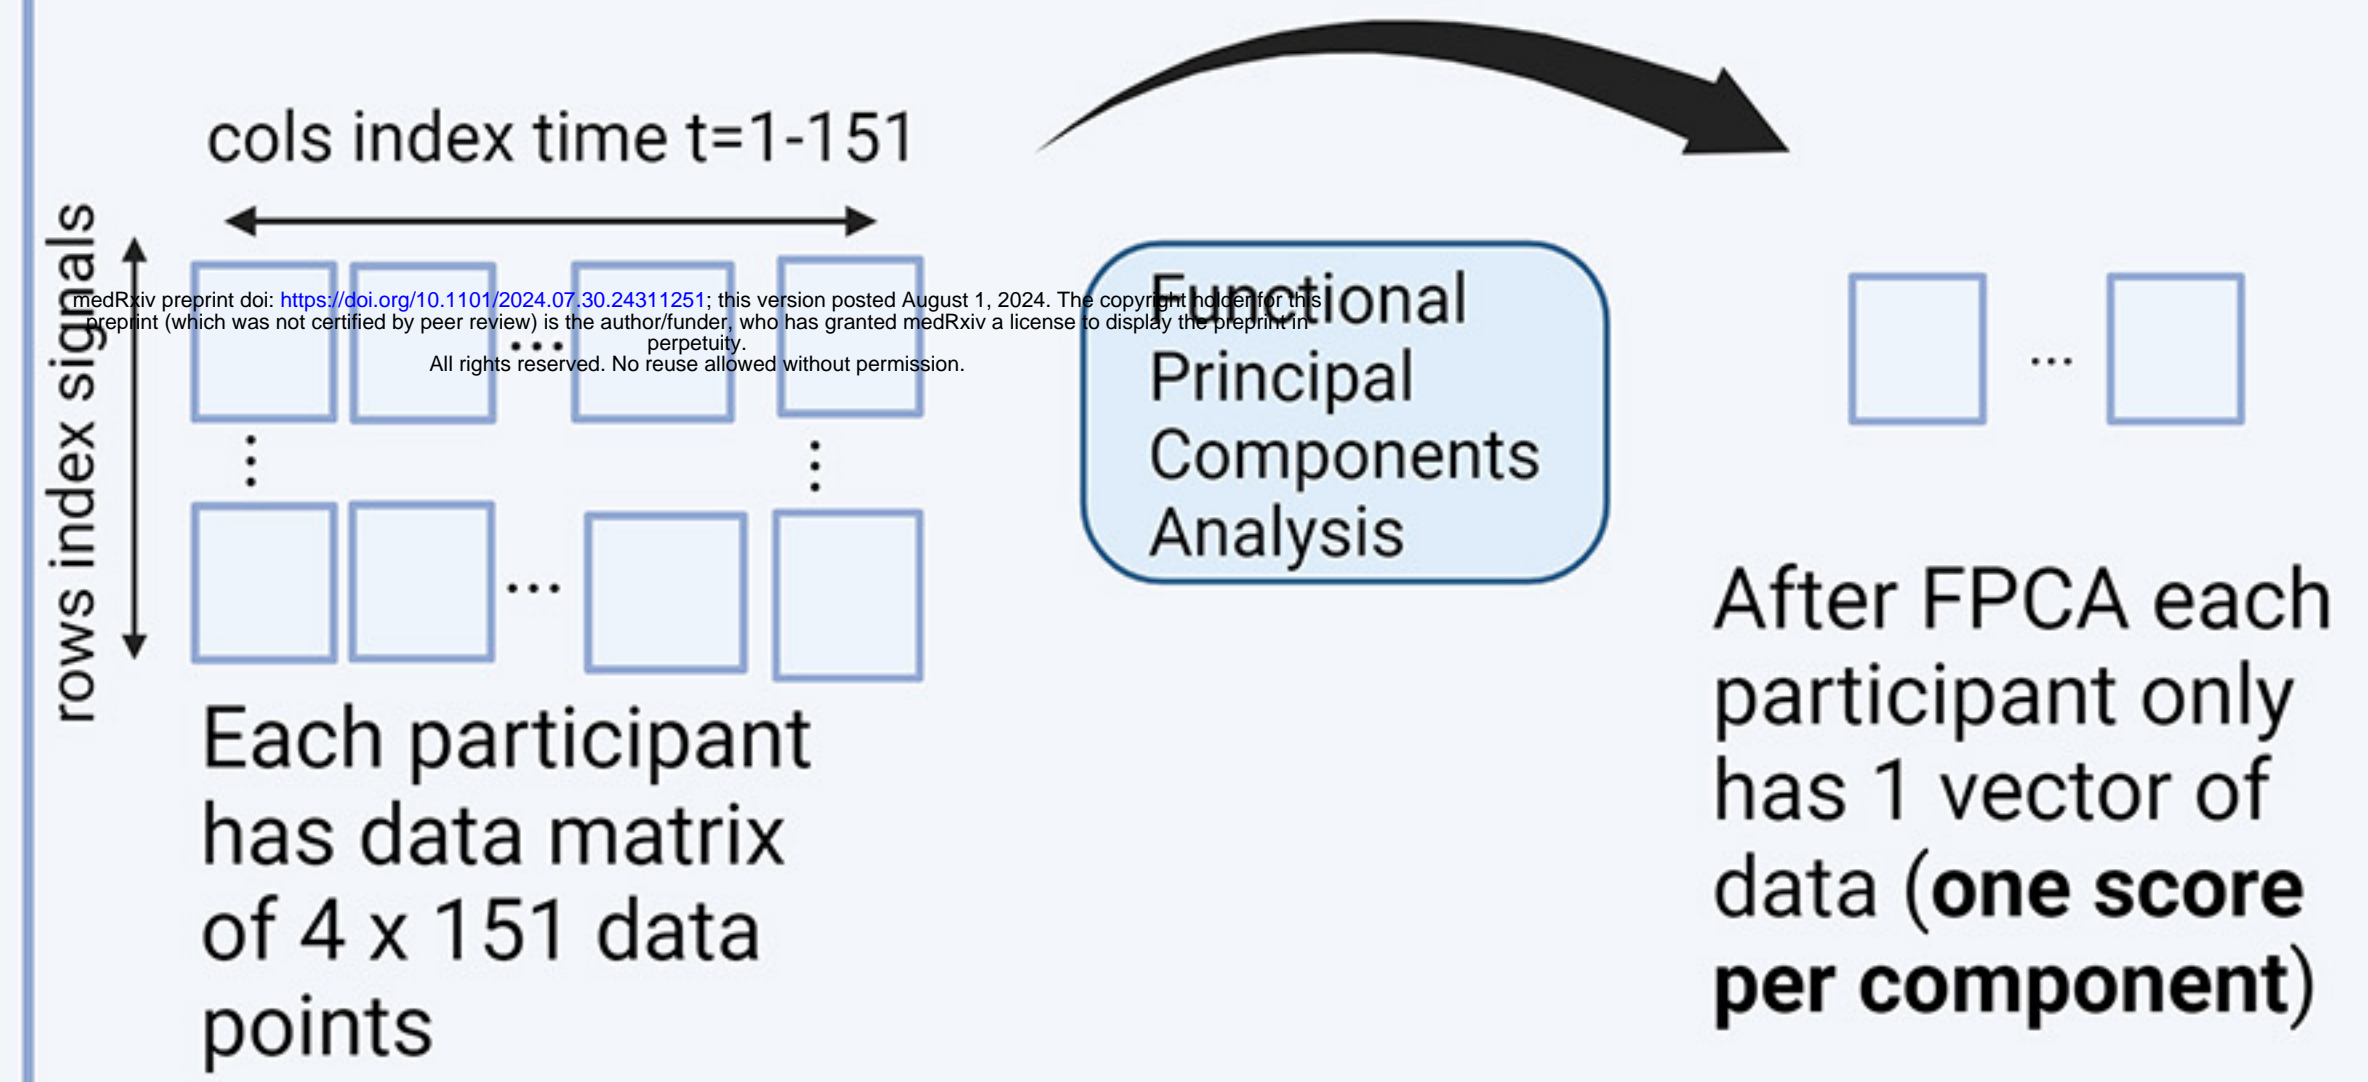 cols index time t=1-151
rows index signals
medRxiv preprint doi: https://doi.org/10.1101/2024.07.30.24311251; this version posted August 1, 2024. The copyright holder for this
preprint (which was not certified by peer review) is the author/funder, who has granted medRxiv a license to display the preprint in
perpetuity.
All rights reserved. No reuse allowed without permission.
...
⋮
⋮
...
Each participant
has data matrix
of 4 x 151 data
points
Functional
Principal
Components
Analysis
...
After FPCA each
participant only
has 1 vector of
data (one score
per component)